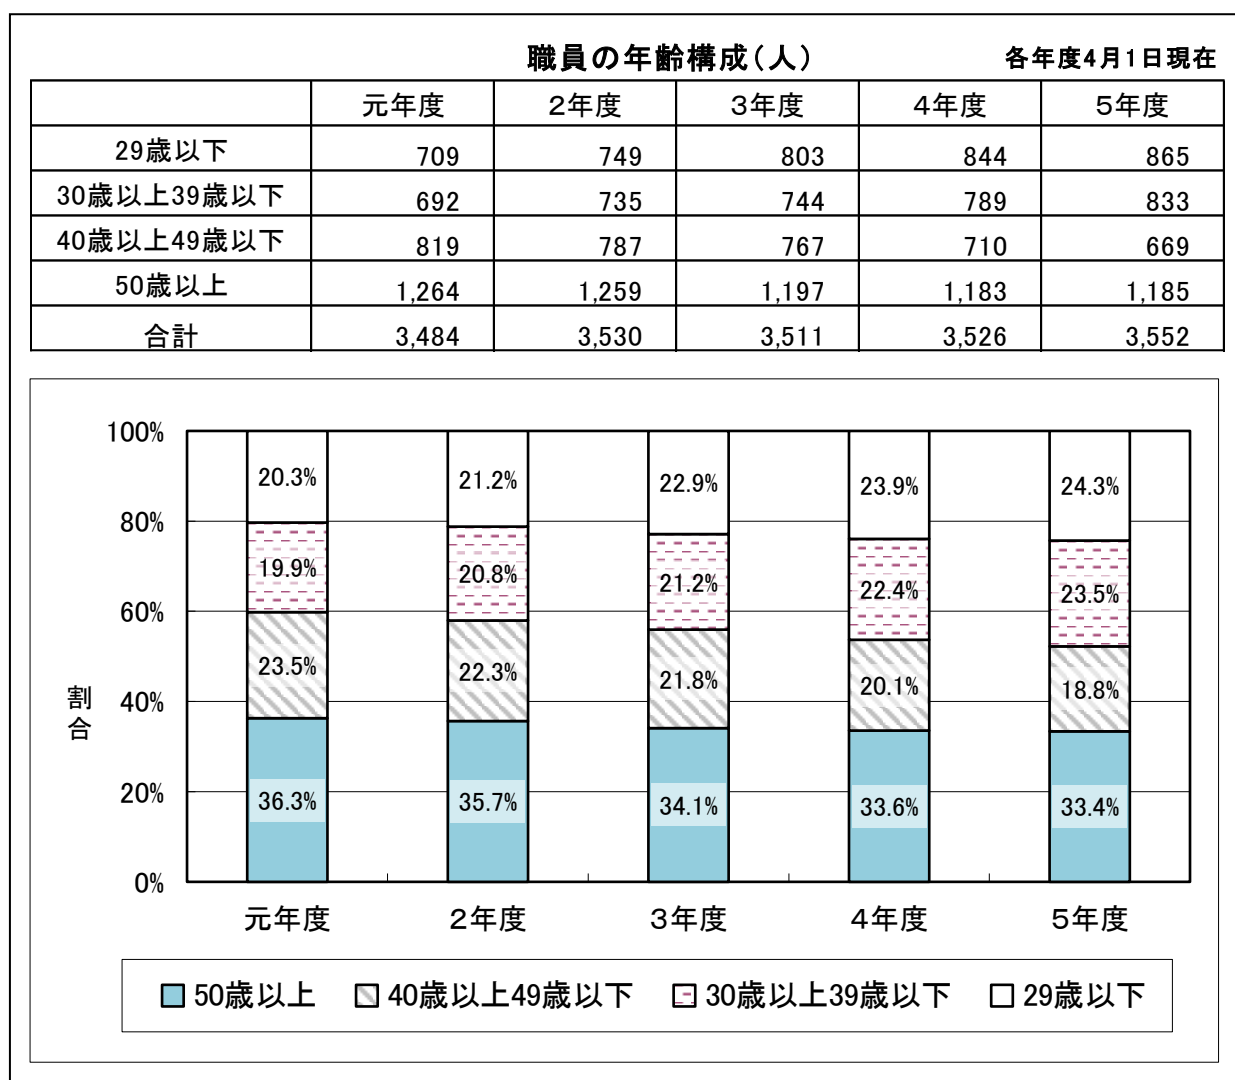 職員の年齢構成(人) 各年度4月1日現在
元年度 2年度 3年度 4年度 5年度
29歳以下 709 749 803 844 865
30歳以上39歳以下 692 735 744 789 833
40歳以上49歳以下 819 787 767 710 669
50歳以上 1,264 1,259 1,197 1,183 1,185
合計 3,484 3,530 3,511 3,526 3,552
100%
80%
60%
40%
20%
0%
割合
20.3% 21.2% 22.9% 23.9% 24.3%
19.9% 20.8% 21.2% 22.4% 23.5%
23.5% 22.3% 21.8% 20.1% 18.8%
36.3% 35.7% 34.1% 33.6% 33.4%
元年度 2年度 3年度 4年度 5年度
50歳以上 40歳以上49歳以下 30歳以上39歳以下 29歳以下